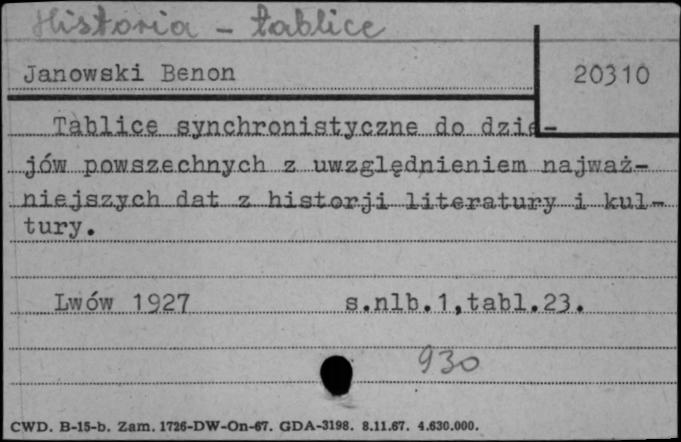 Historia - tablice
Janowski Benon 20310
Tablice synchronistyczne do dzie-
jów powszechnych z uwzględnieniem najważ-
niejszych dat z historji literatury i kul-
tury.
Lwów 1927 s.nlb.1,tabl.23.
930
CWD. B-15-b. Zam. 1726-DW-On-67. GDA-3198. 8.11.67. 4.630.000.